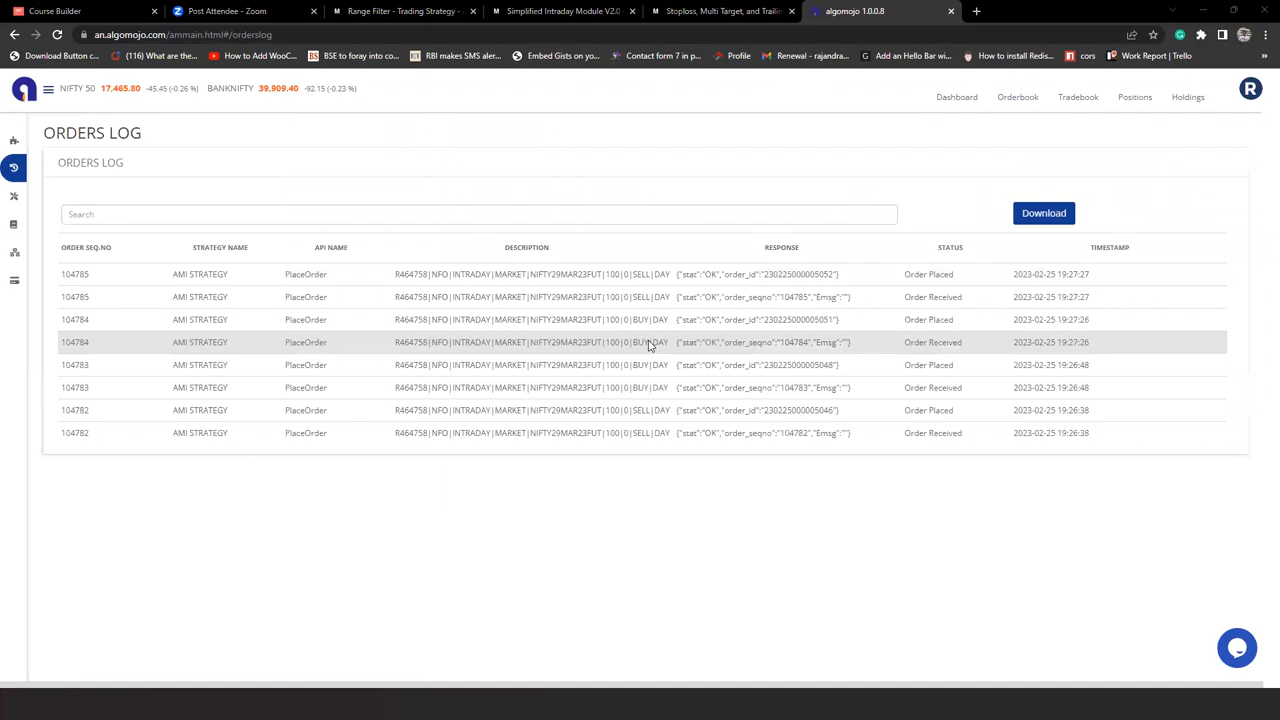 Course Builder
Post Attendee - Zoom
Range Filter - Trading Strategy -
Simplified Intraday Module V2.0
Stoploss, Multi Target, and Trailin
algomojo 1.0.0.8
an.algomojo.com/ammain.html#/orderslog
Download Button c...
(116) What are the...
How to Add WooC...
BSE to foray into co...
RBI makes SMS aler...
Embed Gists on yo...
Contact form 7 in p...
Profile
Renewal - rajandra...
Add an Hello Bar wi...
How to install Redis...
cors
Work Report | Trello
NIFTY 50 17,465.80 -45.45 (-0.26 %) BANKNIFTY 39,909.40 -92.15 (-0.23 %)
Dashboard Orderbook Tradebook Positions Holdings R
ORDERS LOG
ORDERS LOG
Search
Download
ORDER SEQ.NO STRATEGY NAME API NAME DESCRIPTION RESPONSE STATUS TIMESTAMP
104785 AMI STRATEGY PlaceOrder R464758|NFO|INTRADAY|MARKET|NIFTY29MAR23FUT|100|0|SELL|DAY {"stat":"OK","order_id":"230225000005052"} Order Placed 2023-02-25 19:27:27
104785 AMI STRATEGY PlaceOrder R464758|NFO|INTRADAY|MARKET|NIFTY29MAR23FUT|100|0|SELL|DAY {"stat":"OK","order_seqno":"104785","Emsg":""} Order Received 2023-02-25 19:27:27
104784 AMI STRATEGY PlaceOrder R464758|NFO|INTRADAY|MARKET|NIFTY29MAR23FUT|100|0|BUY|DAY {"stat":"OK","order_id":"230225000005051"} Order Placed 2023-02-25 19:27:26
104784 AMI STRATEGY PlaceOrder R464758|NFO|INTRADAY|MARKET|NIFTY29MAR23FUT|100|0|BUY|DAY {"stat":"OK","order_seqno":"104784","Emsg":""} Order Received 2023-02-25 19:27:26
104783 AMI STRATEGY PlaceOrder R464758|NFO|INTRADAY|MARKET|NIFTY29MAR23FUT|100|0|BUY|DAY {"stat":"OK","order_id":"230225000005048"} Order Placed 2023-02-25 19:26:48
104783 AMI STRATEGY PlaceOrder R464758|NFO|INTRADAY|MARKET|NIFTY29MAR23FUT|100|0|BUY|DAY {"stat":"OK","order_seqno":"104783","Emsg":""} Order Received 2023-02-25 19:26:48
104782 AMI STRATEGY PlaceOrder R464758|NFO|INTRADAY|MARKET|NIFTY29MAR23FUT|100|0|SELL|DAY {"stat":"OK","order_id":"230225000005046"} Order Placed 2023-02-25 19:26:38
104782 AMI STRATEGY PlaceOrder R464758|NFO|INTRADAY|MARKET|NIFTY29MAR23FUT|100|0|SELL|DAY {"stat":"OK","order_seqno":"104782","Emsg":""} Order Received 2023-02-25 19:26:38